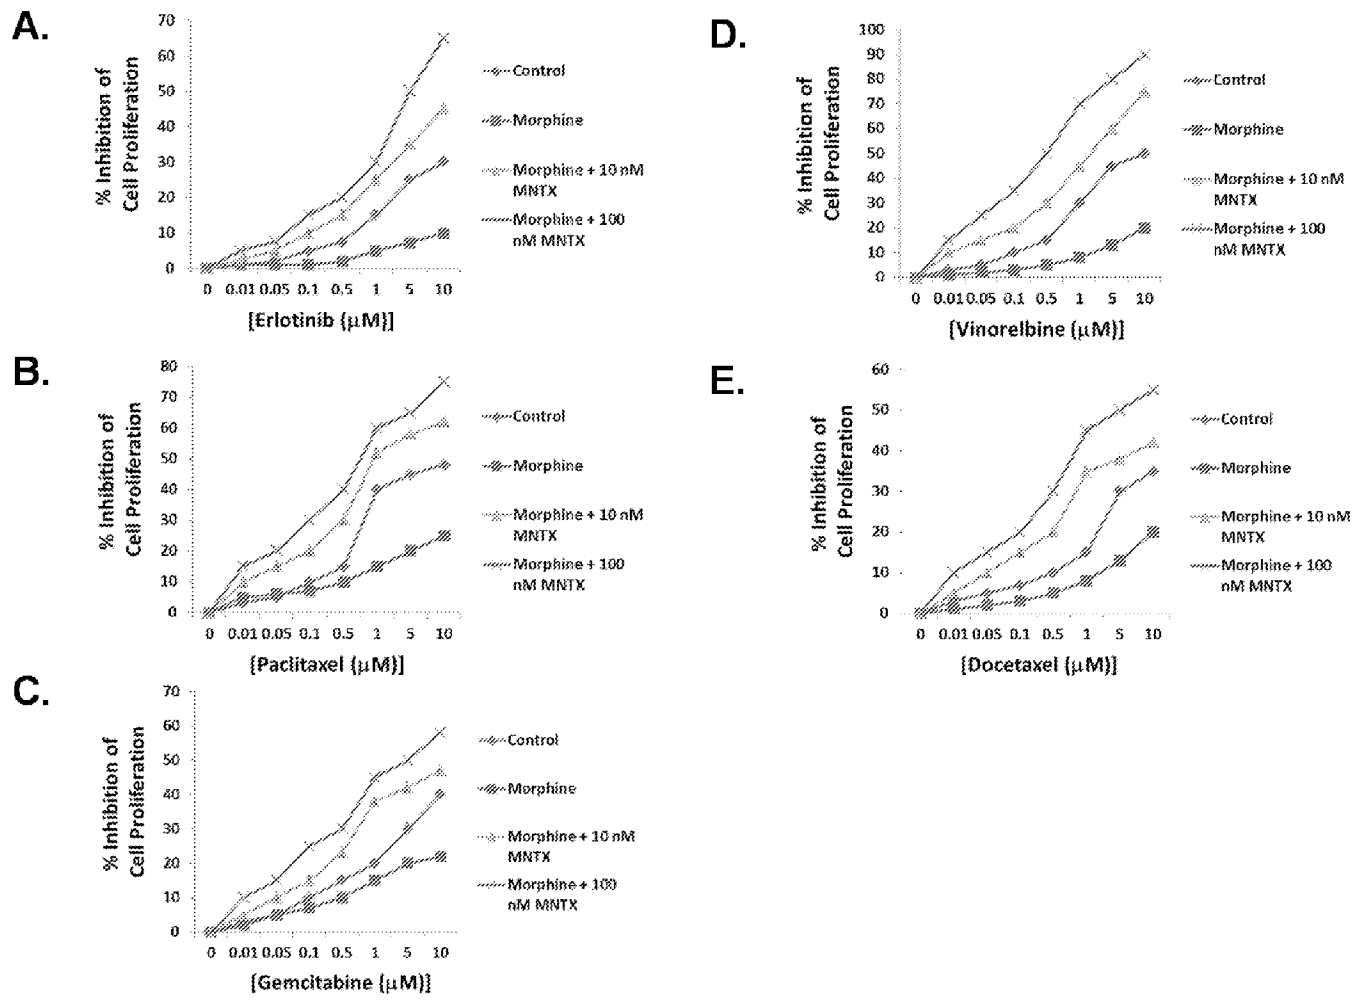 A.
% Inhibition of
Cell Proliferation
70
60
50
40
30
20
10
0
0 0.01 0.05 0.1 0.5 1 5 10
[Erlotinib (μM)]
Control
Morphine
Morphine + 10 nM
MNTX
Morphine + 100
nM MNTX
B.
% Inhibition of
Cell Proliferation
80
70
60
50
40
30
20
10
0
0 0.01 0.05 0.1 0.5 1 5 10
[Paclitaxel (μM)]
Control
Morphine
Morphine + 10 nM
MNTX
Morphine + 100
nM MNTX
C.
% Inhibition of
Cell Proliferation
70
60
50
40
30
20
10
0
0 0.01 0.05 0.1 0.5 1 5 10
[Gemcitabine (μM)]
Control
Morphine
Morphine + 10 nM
MNTX
Morphine + 100
nM MNTX
D.
% Inhibition of
Cell Proliferation
100
90
80
70
60
50
40
30
20
10
0
0 0.01 0.05 0.1 0.5 1 5 10
[Vinorelbine (μM)]
Control
Morphine
Morphine + 10 nM
MNTX
Morphine + 100
nM MNTX
E.
% Inhibition of
Cell Proliferation
60
50
40
30
20
10
0
0 0.01 0.05 0.1 0.5 1 5 10
[Docetaxel (μM)]
Control
Morphine
Morphine + 10 nM
MNTX
Morphine + 100
nM MNTX